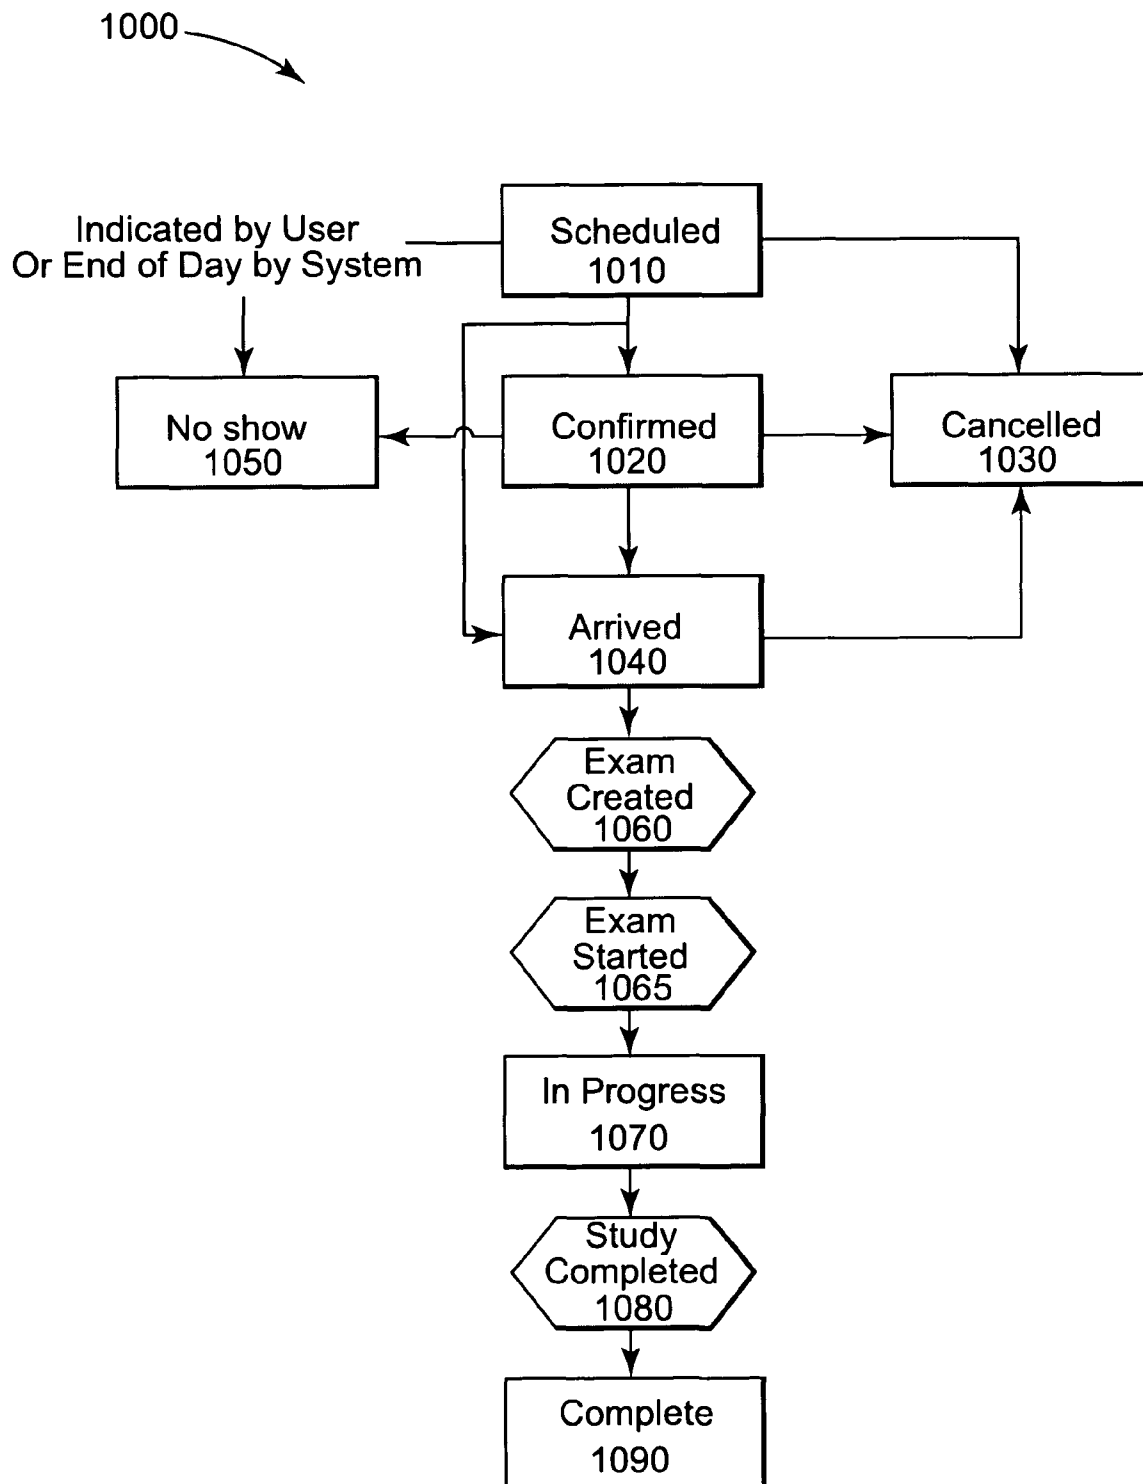 1000
Indicated by User
Or End of Day by System
Scheduled
1010
No show
1050
Confirmed
1020
Cancelled
1030
Arrived
1040
Exam
Created
1060
Exam
Started
1065
In Progress
1070
Study
Completed
1080
Complete
1090